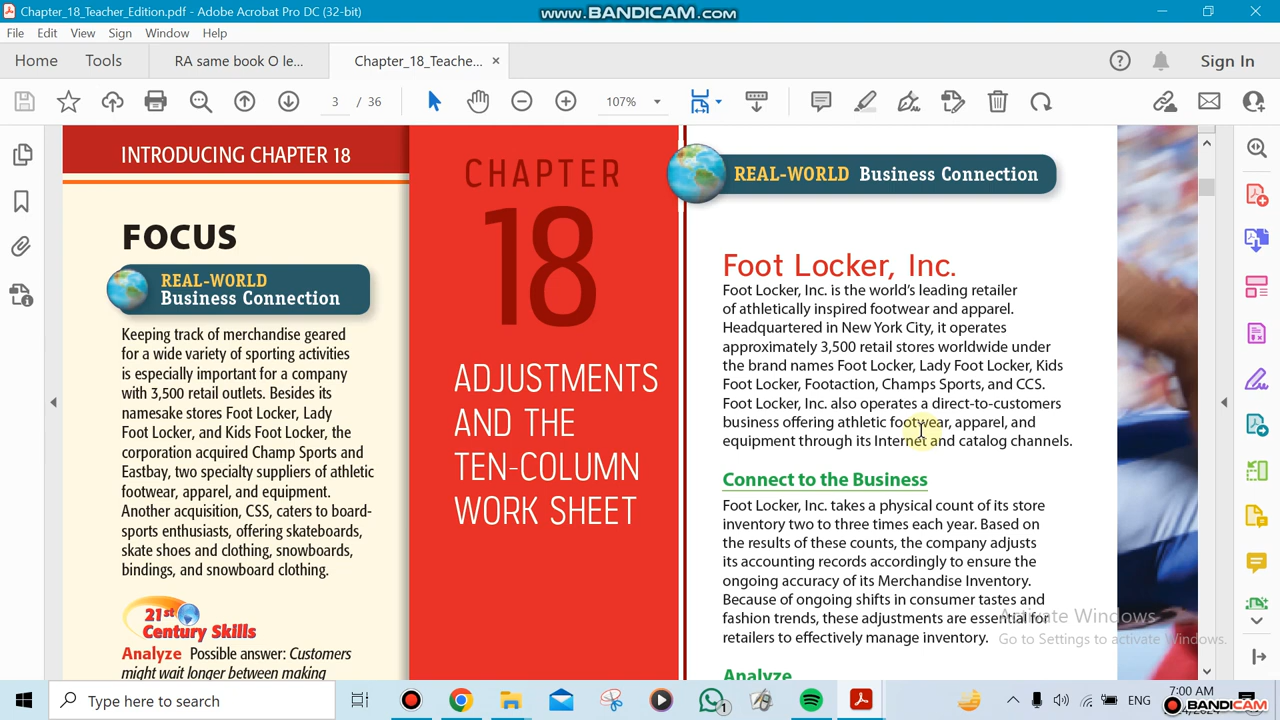 Chapter_18_Teacher_Edition.pdf - Adobe Acrobat Pro DC (32-bit)
www.BANDICAM.com
File Edit View Sign Window Help
Home Tools RA same book O le... Chapter_18_Teache... × Sign In
3 / 36 107%
INTRODUCING CHAPTER 18
FOCUS
REAL-WORLD
Business Connection
Keeping track of merchandise geared
for a wide variety of sporting activities
is especially important for a company
with 3,500 retail outlets. Besides its
namesake stores Foot Locker, Lady
Foot Locker, and Kids Foot Locker, the
corporation acquired Champ Sports and
Eastbay, two specialty suppliers of athletic
footwear, apparel, and equipment.
Another acquisition, CSS, caters to board-
sports enthusiasts, offering skateboards,
skate shoes and clothing, snowboards,
bindings, and snowboard clothing.
21st
Century Skills
Analyze Possible answer: Customers
might wait longer between making
CHAPTER
18
ADJUSTMENTS
AND THE
TEN-COLUMN
WORK SHEET
REAL-WORLD Business Connection
Foot Locker, Inc.
Foot Locker, Inc. is the world's leading retailer
of athletically inspired footwear and apparel.
Headquartered in New York City, it operates
approximately 3,500 retail stores worldwide under
the brand names Foot Locker, Lady Foot Locker, Kids
Foot Locker, Footaction, Champs Sports, and CCS.
Foot Locker, Inc. also operates a direct-to-customers
business offering athletic footwear, apparel, and
equipment through its Internet and catalog channels.
Connect to the Business
Foot Locker, Inc. takes a physical count of its store
inventory two to three times each year. Based on
the results of these counts, the company adjusts
its accounting records accordingly to ensure the
ongoing accuracy of its Merchandise Inventory.
Because of ongoing shifts in consumer tastes and
fashion trends, these adjustments are essential for
retailers to effectively manage inventory.
Analyze
Activate Windows
Go to Settings to activate Windows.
Type here to search
1
ENG
7:00 AM
BANDICAM